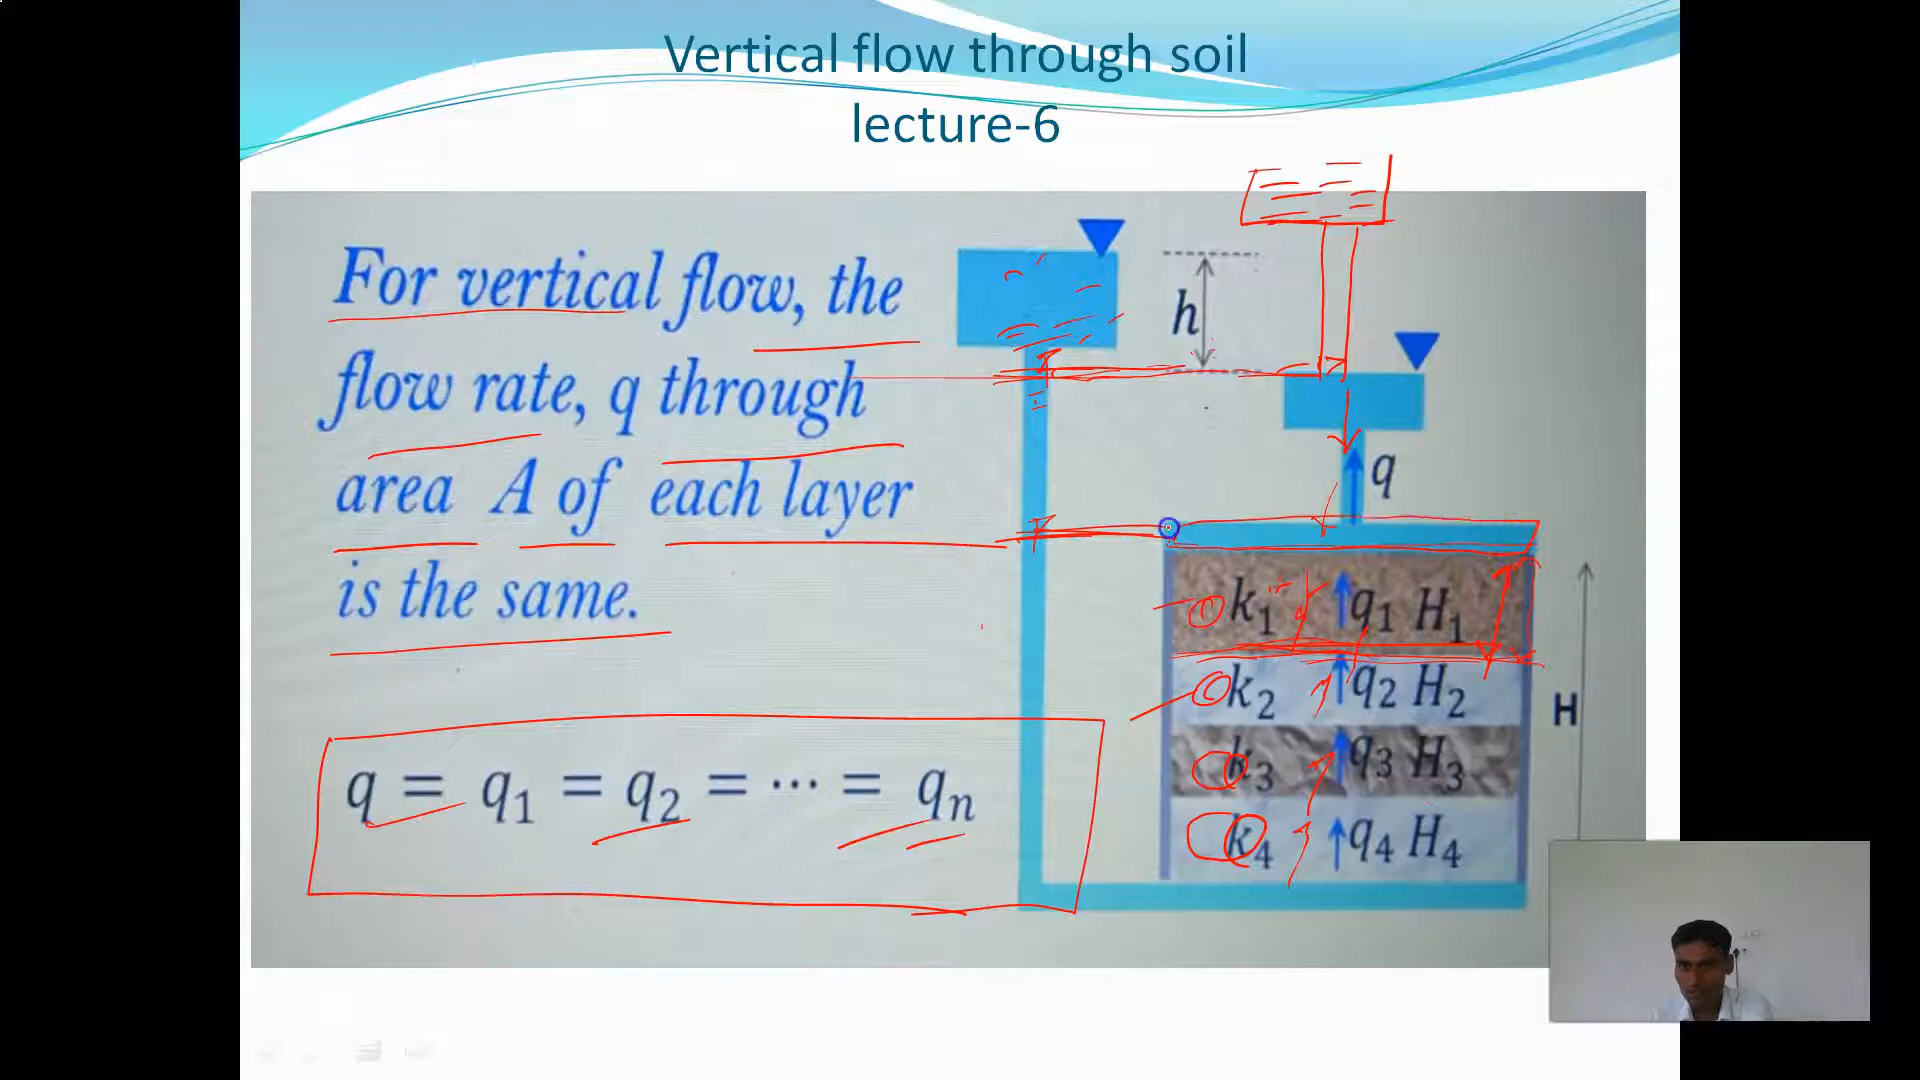 Vertical flow through soil
lecture-6
For vertical flow, the
flow rate, q through
area A of each layer
is the same.
q = q1 = q2 = ... = qn
h
q
k1 q1 H1
k2 q2 H2
k3 q3 H3
k4 q4 H4
H